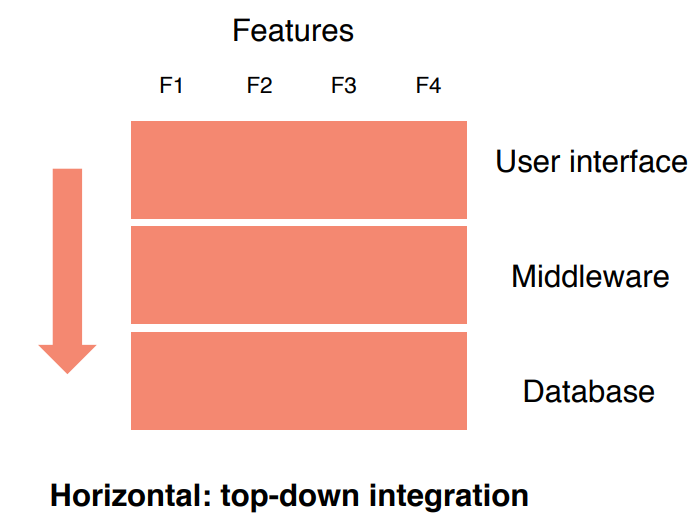 Features
F1 F2 F3 F4
User interface
Middleware
Database
Horizontal: top-down integration